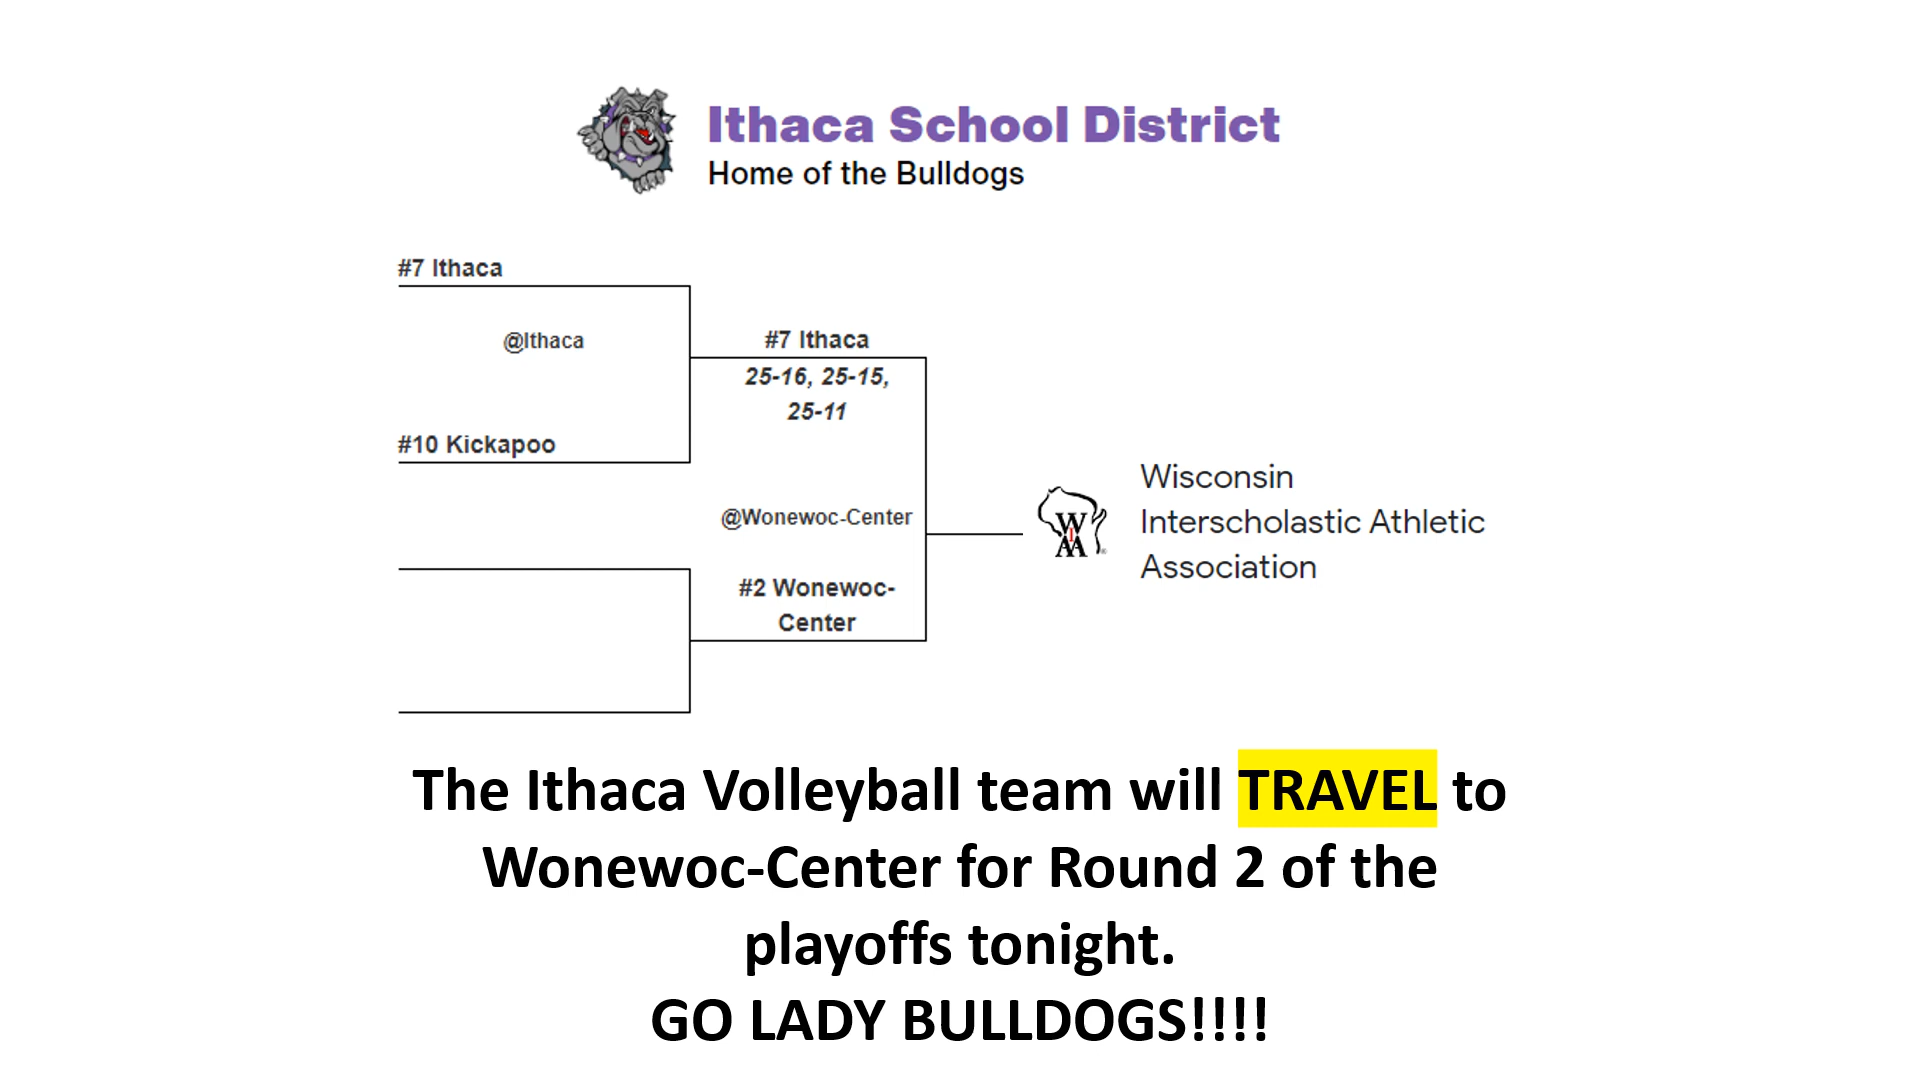 Ithaca School District
Home of the Bulldogs
#7 Ithaca
@Ithaca
#7 Ithaca
25-16, 25-15,
25-11
#10 Kickapoo
@Wonewoc-Center
#2 Wonewoc-
Center
WIAA
Wisconsin
Interscholastic Athletic
Association
The Ithaca Volleyball team will TRAVEL to
Wonewoc-Center for Round 2 of the
playoffs tonight.
GO LADY BULLDOGS!!!!